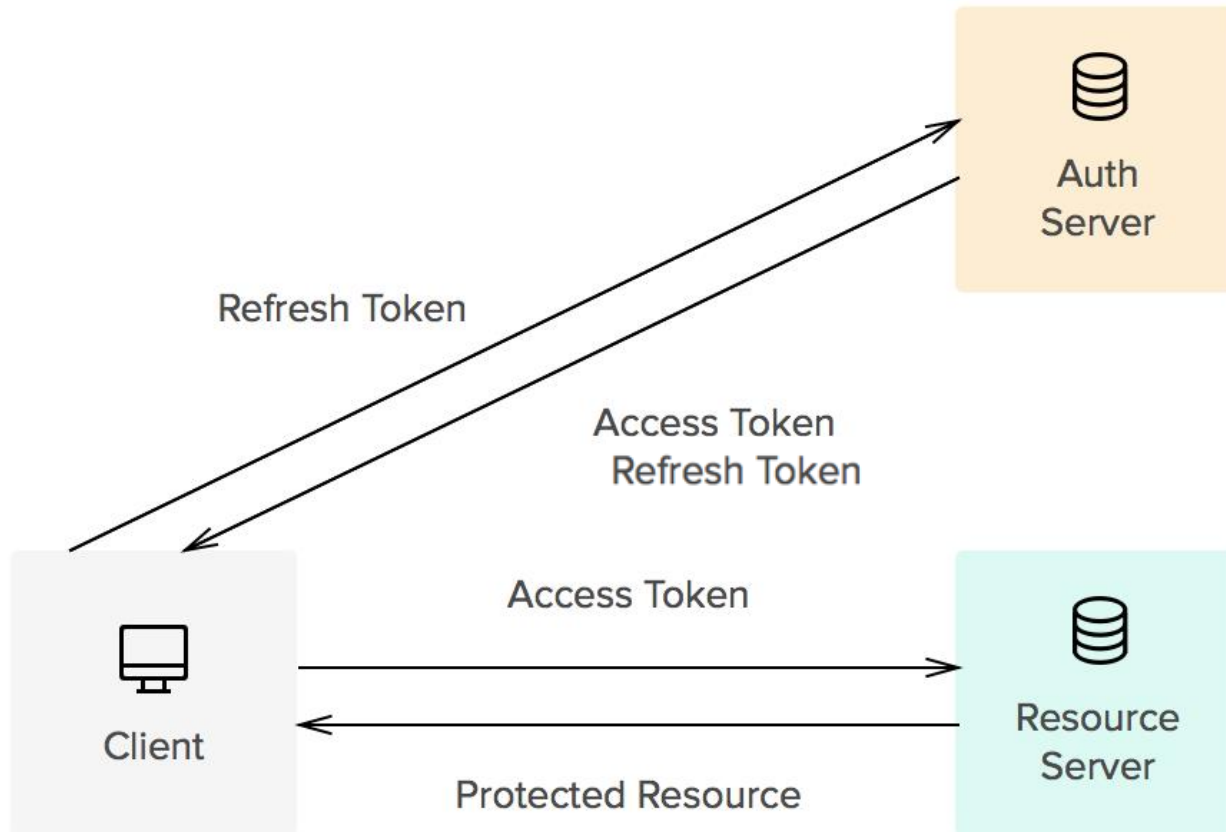 Auth
Server
Refresh Token
Access Token
Refresh Token
Access Token
Client
Resource
Server
Protected Resource